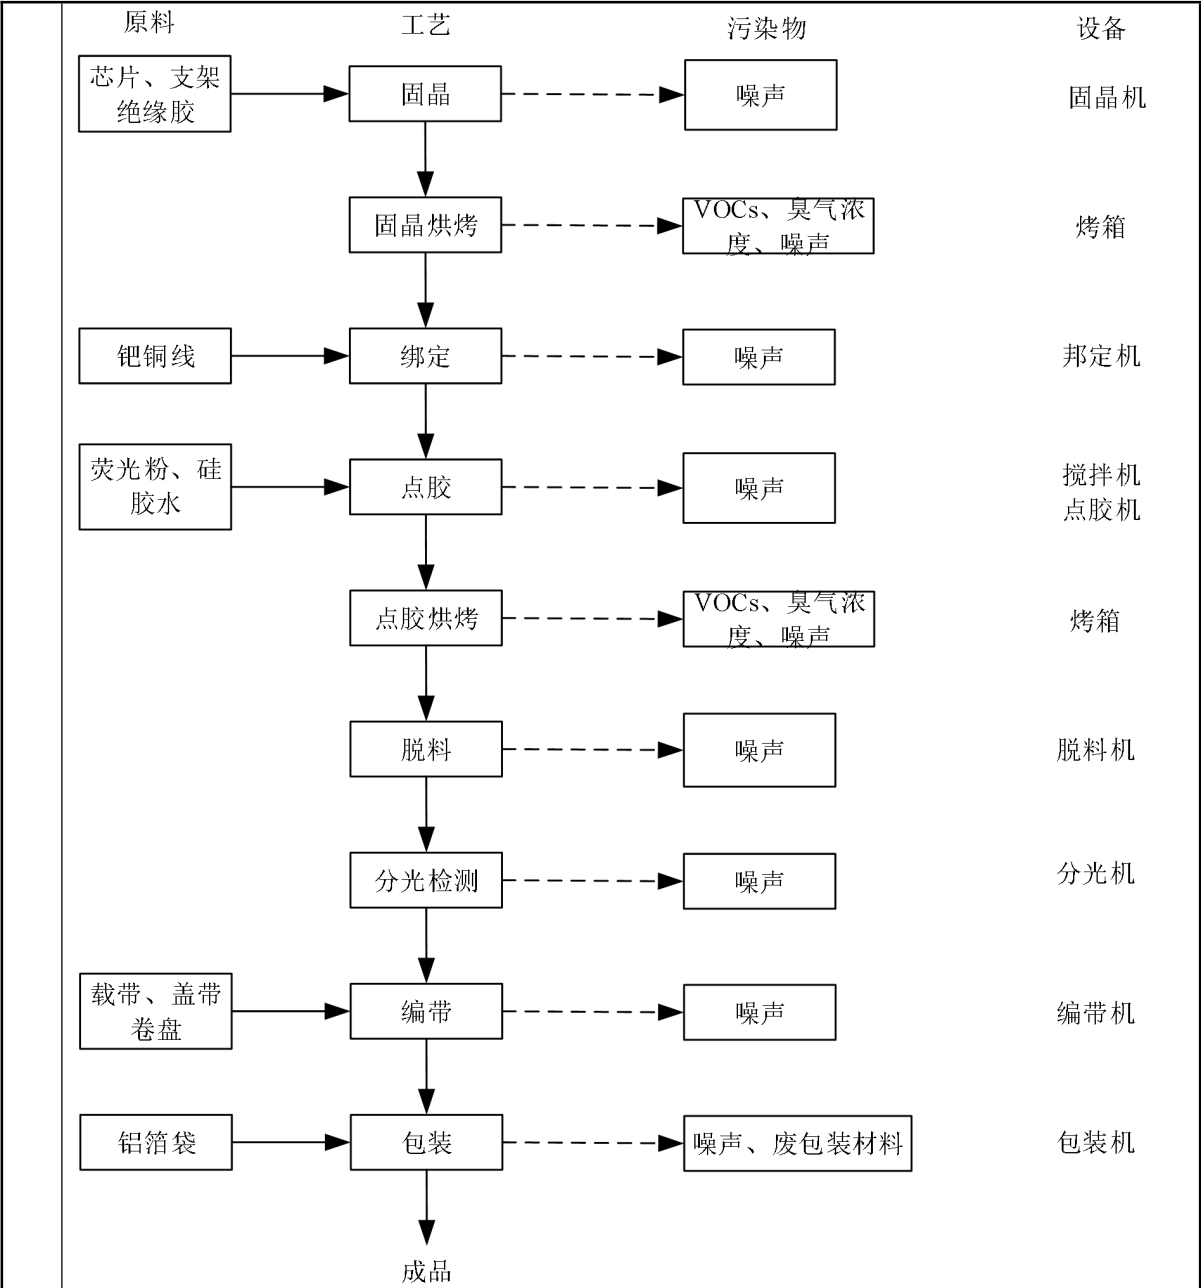 原料 工艺 污染物 设备
芯片、支架
绝缘胶
固晶
噪声
固晶机
固晶烘烤
VOCs、臭气浓
度、噪声
烤箱
钯铜线
绑定
噪声
邦定机
荧光粉、硅
胶水
点胶
噪声
搅拌机
点胶机
点胶烘烤
VOCs、臭气浓
度、噪声
烤箱
脱料
噪声
脱料机
分光检测
噪声
分光机
载带、盖带
卷盘
编带
噪声
编带机
铝箔袋
包装
噪声、废包装材料
包装机
成品